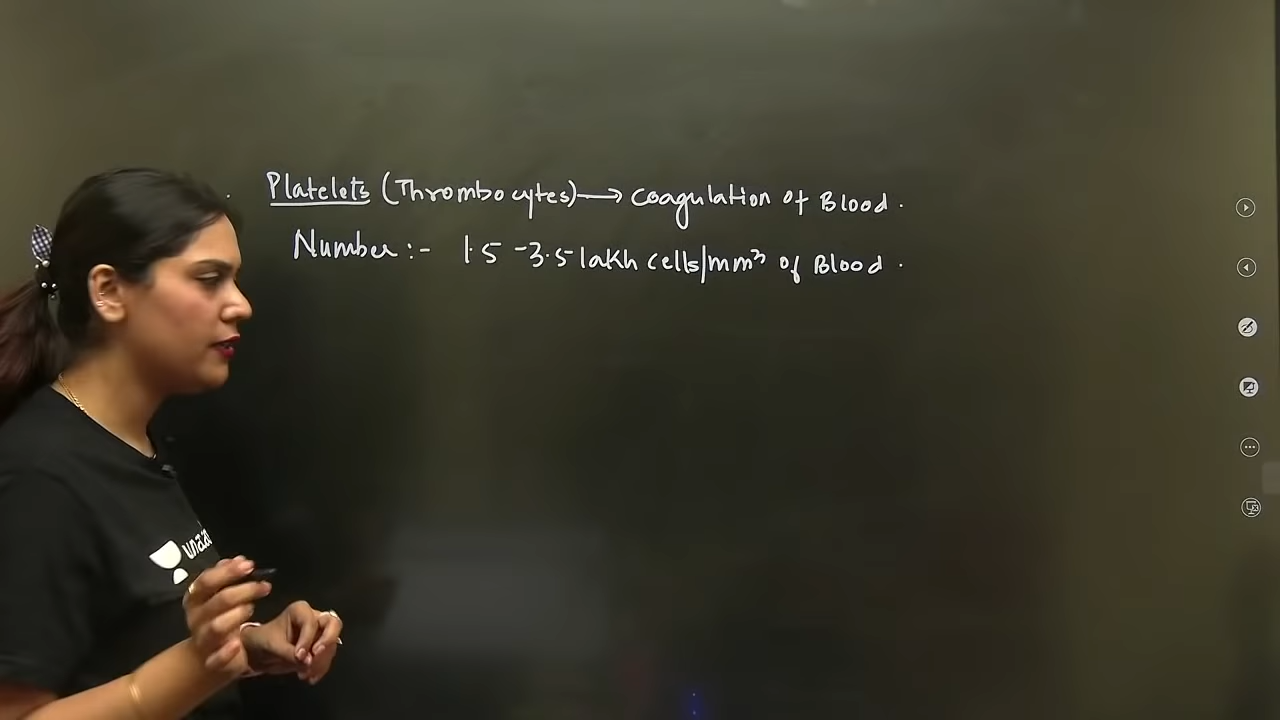 Platelets (Thrombocytes) → Coagulation of Blood.
Number :- 1.5 -3.5 lakh cells/mm³ of Blood.